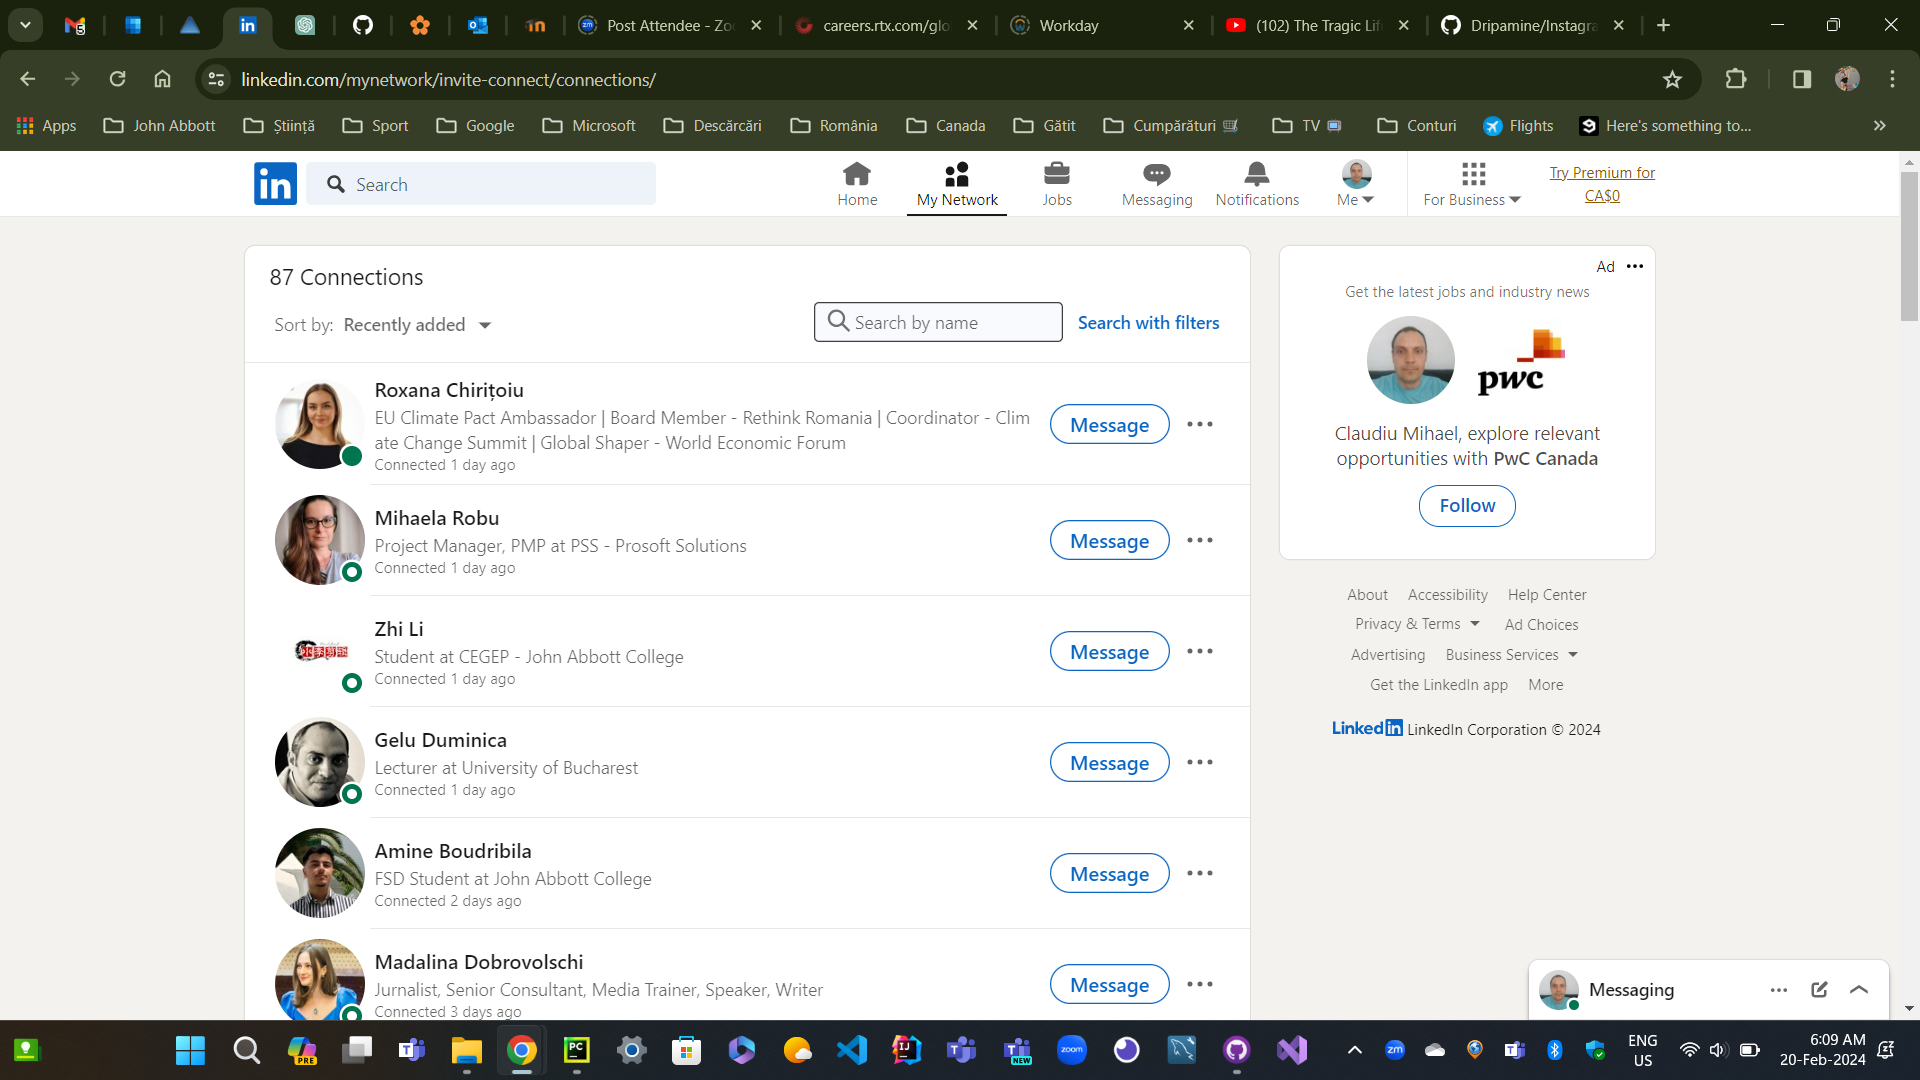 5
in
Post Attendee - Zo
careers.rtx.com/glo
Workday
(102) The Tragic Lif
Dripamine/Instagra
linkedin.com/mynetwork/invite-connect/connections/
Apps
John Abbott
Știință
Sport
Google
Microsoft
Descărcări
România
Canada
Gătit
Cumpărături
TV
Conturi
Flights
Here's something to...
in
Search
Home
My Network
Jobs
Messaging
Notifications
Me
For Business
Try Premium for
CA$0
87 Connections
Sort by: Recently added
Search by name
Search with filters
Roxana Chirițoiu
EU Climate Pact Ambassador | Board Member - Rethink Romania | Coordinator - Clim
ate Change Summit | Global Shaper - World Economic Forum
Connected 1 day ago
Message
Mihaela Robu
Project Manager, PMP at PSS - Prosoft Solutions
Connected 1 day ago
Message
Zhi Li
Student at CEGEP - John Abbott College
Connected 1 day ago
Message
Gelu Duminica
Lecturer at University of Bucharest
Connected 1 day ago
Message
Amine Boudribila
FSD Student at John Abbott College
Connected 2 days ago
Message
Madalina Dobrovolschi
Jurnalist, Senior Consultant, Media Trainer, Speaker, Writer
Connected 3 days ago
Message
Ad
Get the latest jobs and industry news
pwc
Claudiu Mihael, explore relevant
opportunities with PwC Canada
Follow
About Accessibility Help Center
Privacy & Terms Ad Choices
Advertising Business Services
Get the LinkedIn app More
LinkedIn LinkedIn Corporation © 2024
Messaging
PRE
PC
NEW
zoom
zm
ENG
US
6:09 AM
20-Feb-2024